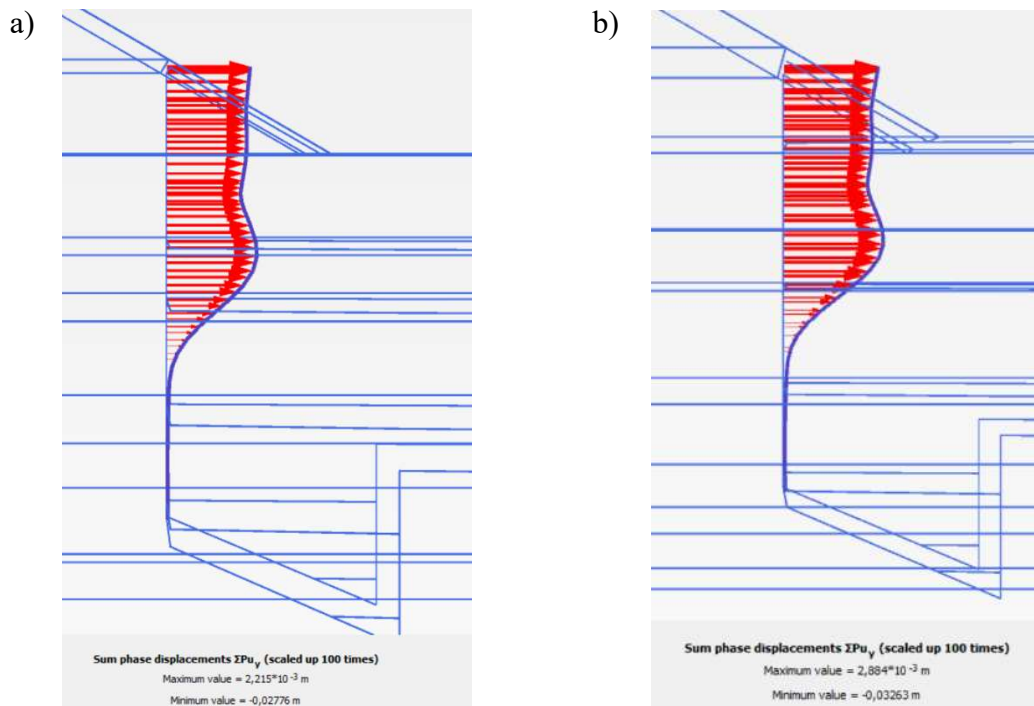 a)
b)
Sum phase displacements ΣPuy (scaled up 100 times)
Maximum value = 2,215*10 -3 m
Minimum value = -0,02776 m
Sum phase displacements ΣPuy (scaled up 100 times)
Maximum value = 2,884*10 -3 m
Minimum value = -0,03263 m